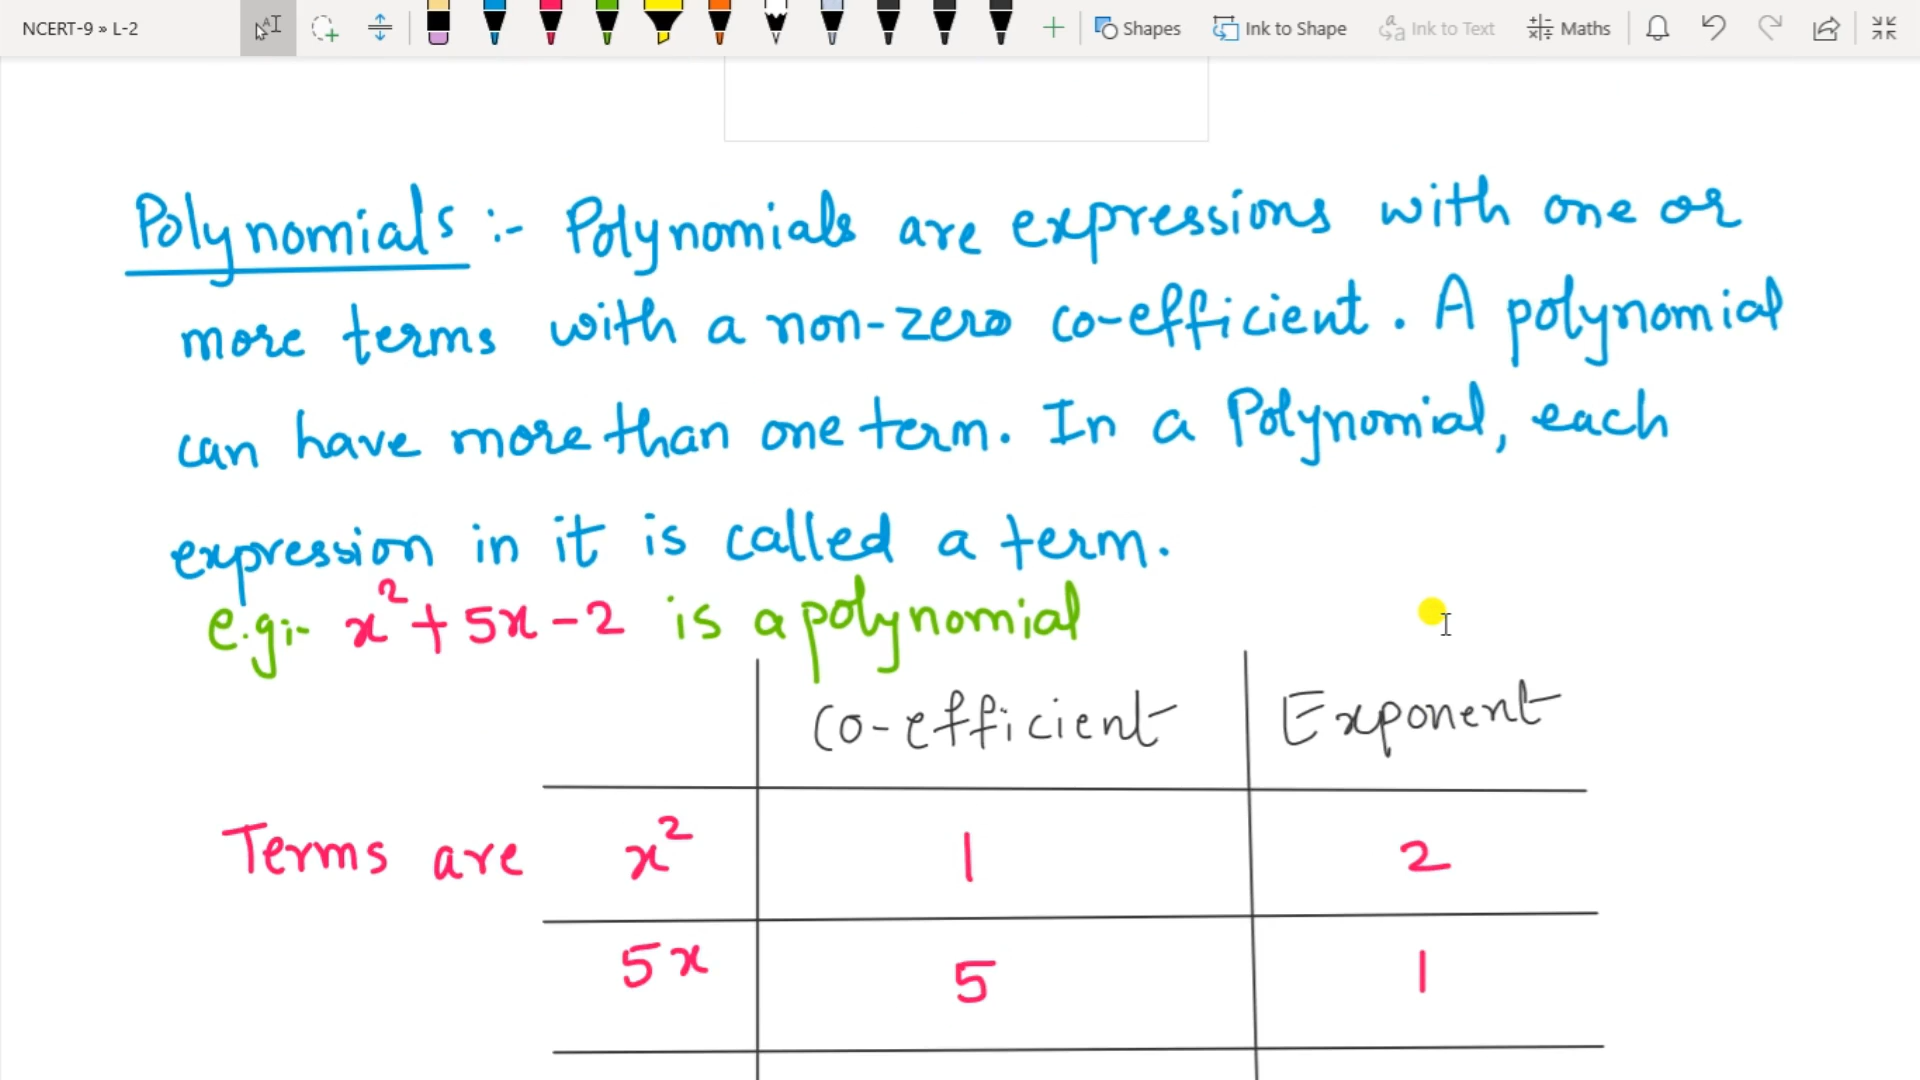 NCERT-9 » L-2 Shapes Ink to Shape Ink to Text Maths
Polynomials :- Polynomials are expressions with one or
more terms with a non-zero co-efficient. A polynomial
can have more than one term. In a Polynomial, each
expression in it is called a term.
e.g:- x²+5x-2 is a polynomial
Co-efficient Exponent
Terms are x² 1 2
5x 5 1